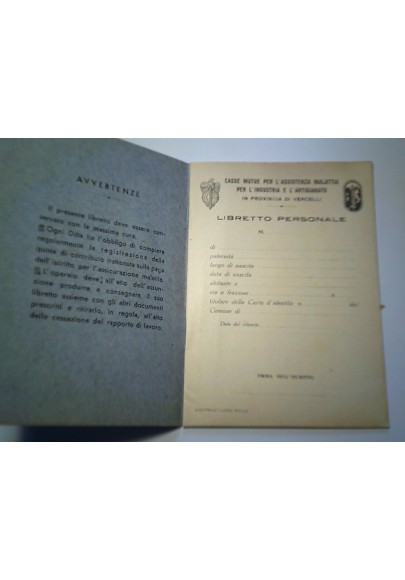 AVVERTENZE
Il presente libretto deve essere con-
servato con la massima cura.
Ogni Ditta ha l'obbligo di compiere
regolarmente la registrazione delle
quote di contributo trattenute sulla paga
dell'iscritto per l'assicurazione malattia.
L'operaio deve, all'atto dell'assun-
zione produrre e consegnare, il suo
libretto assieme con gli altri documenti
prescritti e ritirarlo, in regola, all'atto
della cessazione del rapporto di lavoro.
CASSE MUTUE PER L'ASSISTENZA MALATTIA
PER L'INDUSTRIA E L'ARTIGIANATO
IN PROVINCIA DI VERCELLI
LIBRETTO PERSONALE
N.
di
paternità
luogo di nascita
data di nascita
abitante a
via o frazione n.
titolare della Carta d'identità n. del
Comune di
Data del rilascio
FIRMA DELL'ISCRITTO,